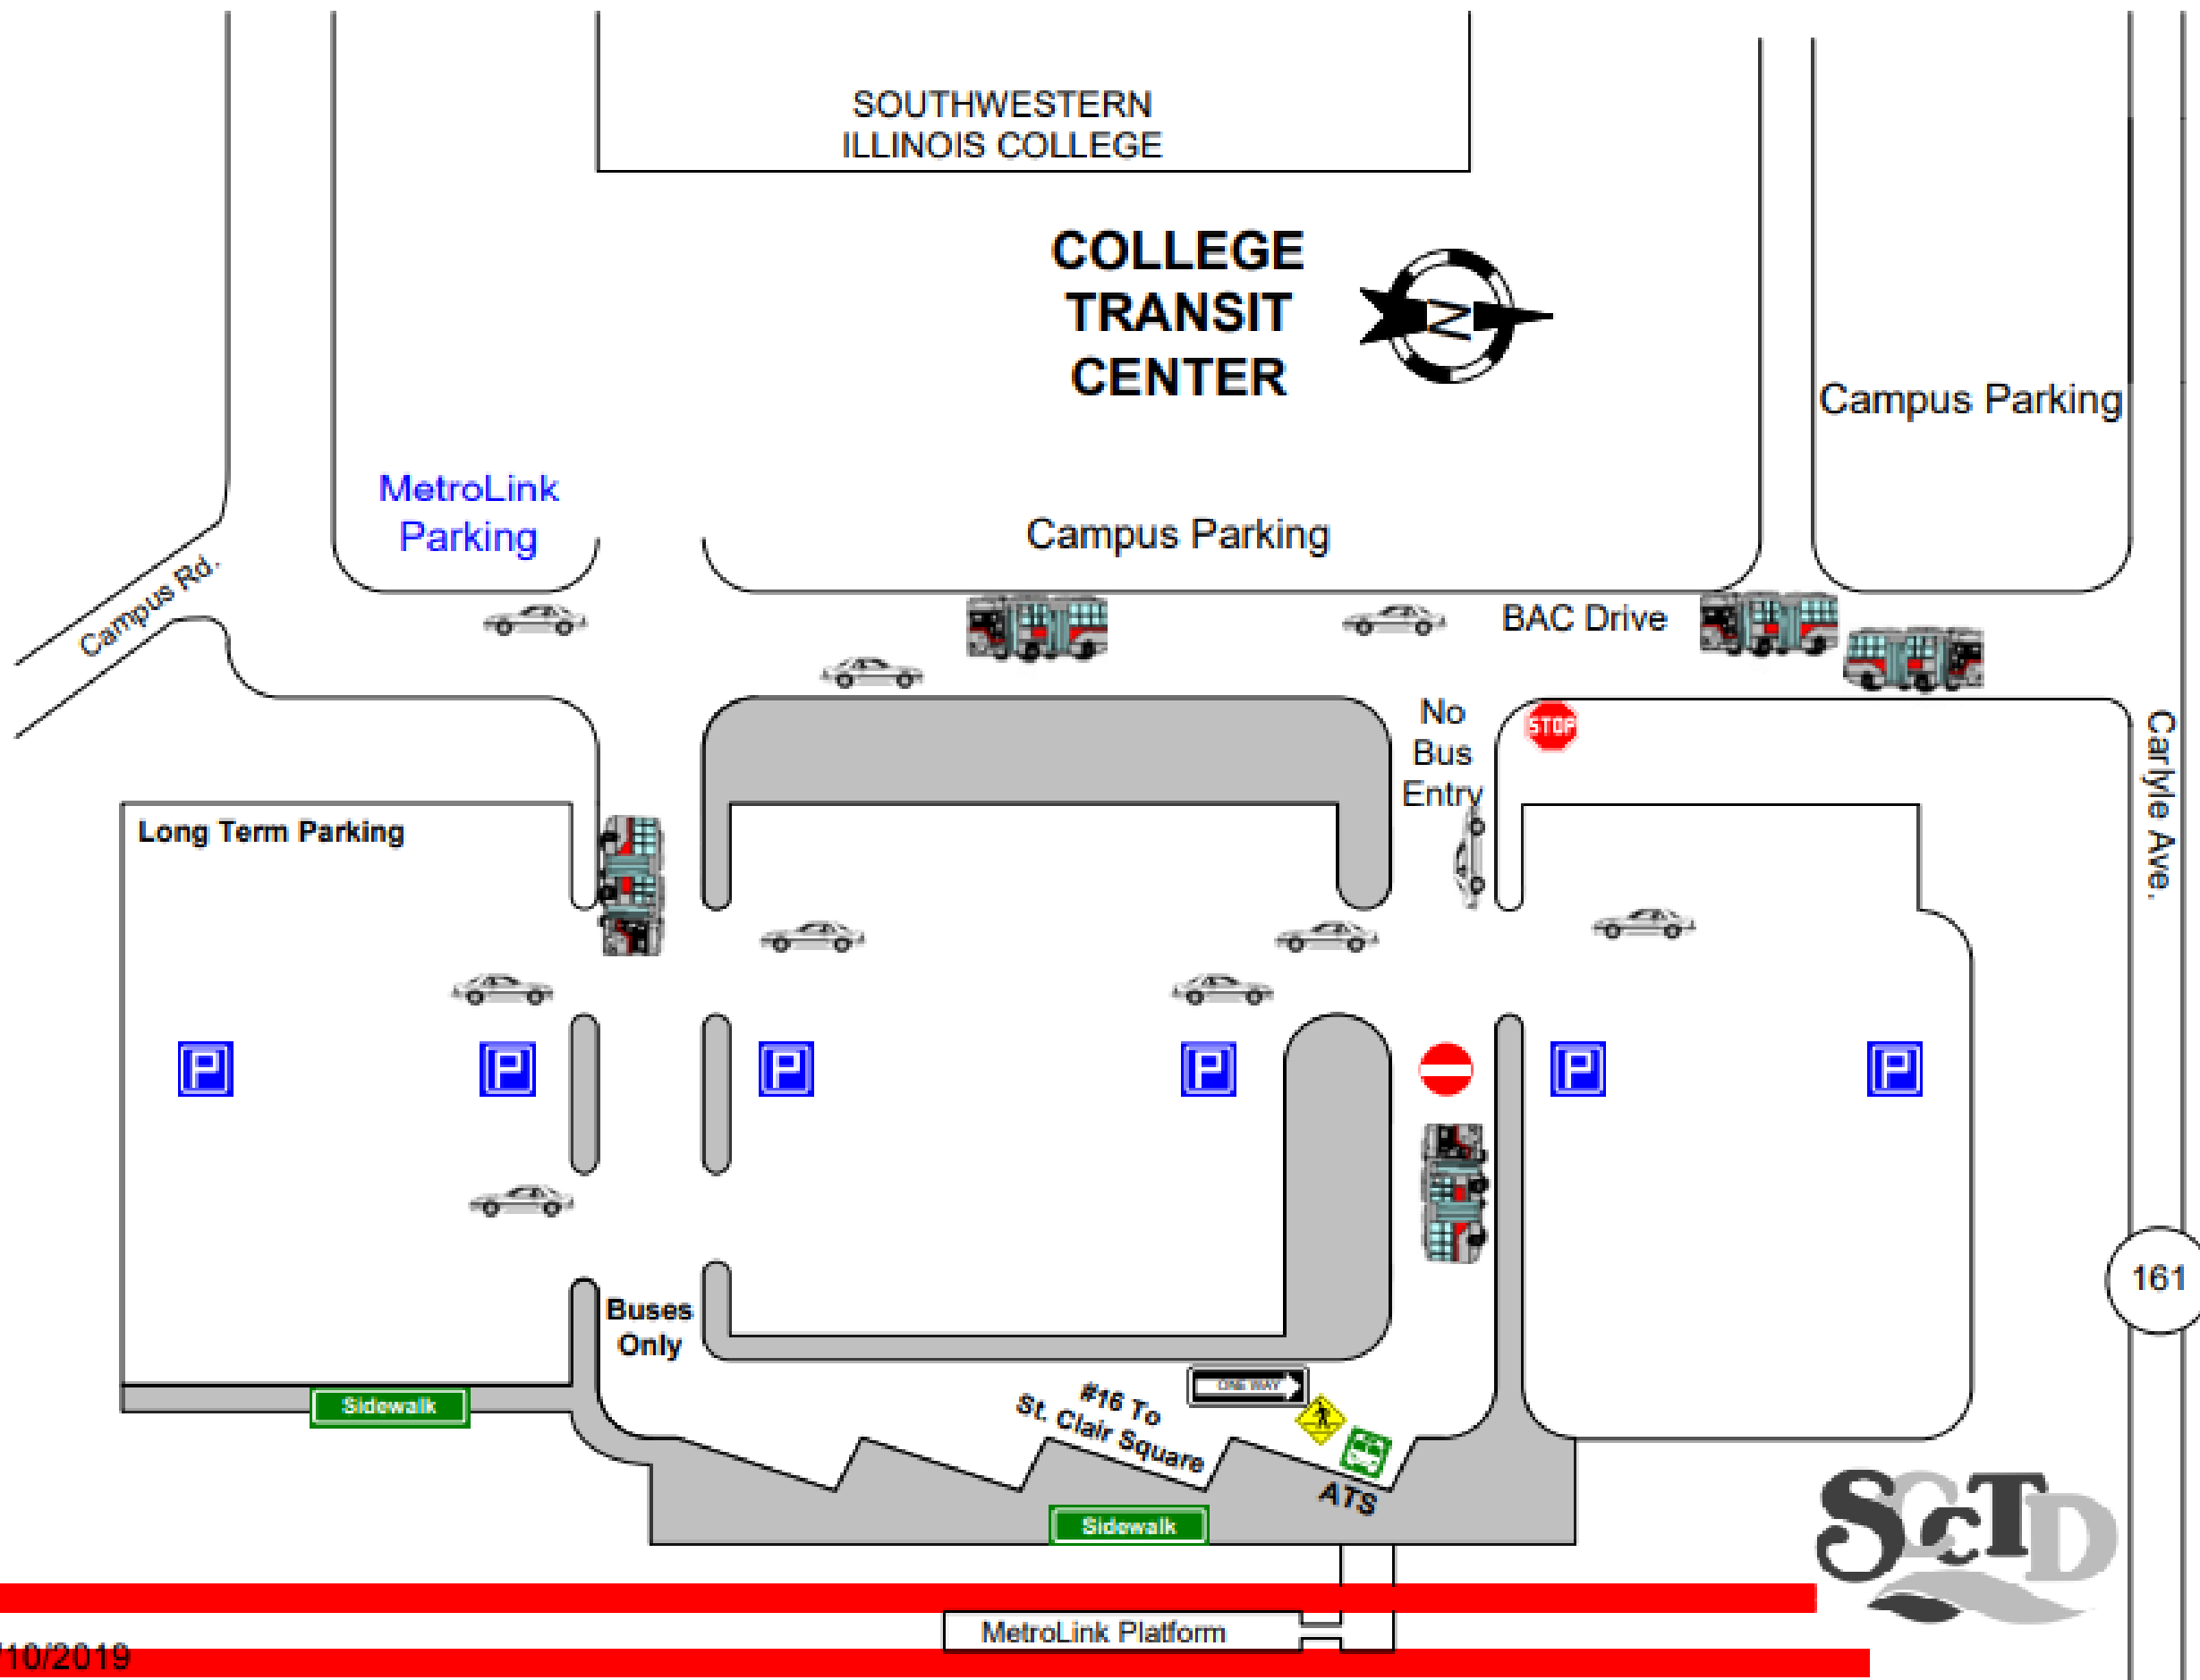 SOUTHWESTERN
ILLINOIS COLLEGE
COLLEGE
TRANSIT
CENTER
N
Campus Parking
MetroLink
Parking
Campus Parking
Campus Rd.
BAC Drive
No
Bus
Entry
STOP
Carlyle Ave.
Long Term Parking
P
P
P
P
P
P
161
Buses
Only
ONE WAY
Sidewalk
#16 To
St. Clair Square
ATS
Sidewalk
SCCTD
MetroLink Platform
/10/2019